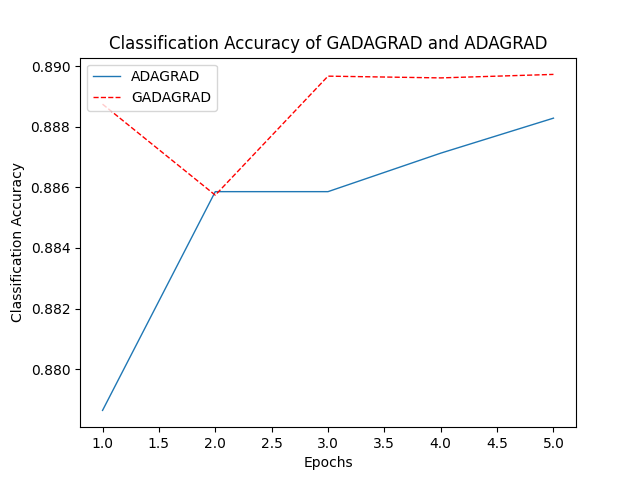 Classification Accuracy of GADAGRAD and ADAGRAD
0.890
0.888
0.886
0.884
0.882
0.880
Classification Accuracy
ADAGRAD
GADAGRAD
1.0 1.5 2.0 2.5 3.0 3.5 4.0 4.5 5.0
Epochs